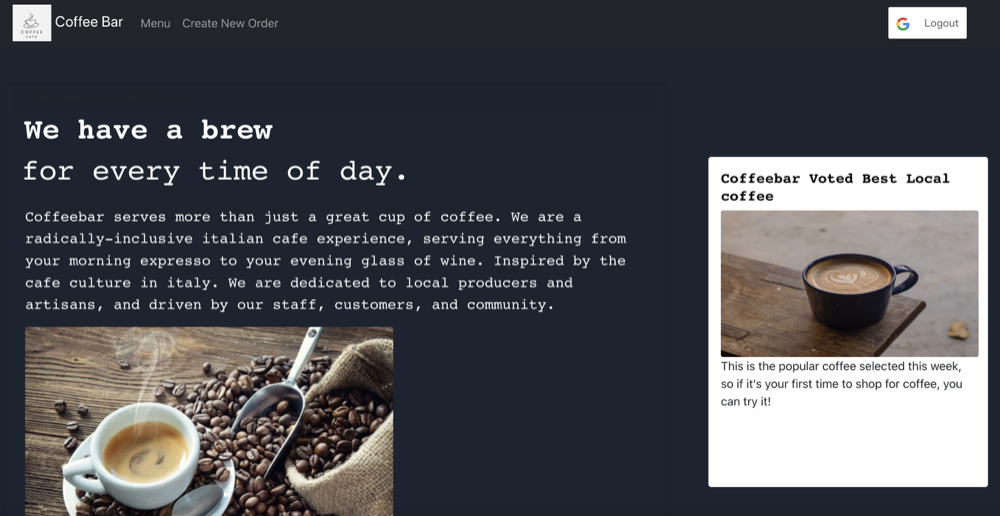 COFFEE
CAFE
Coffee Bar
Menu
Create New Order
Logout
We have a brew
for every time of day.
Coffeebar serves more than just a great cup of coffee. We are a
radically-inclusive italian cafe experience, serving everything from
your morning expresso to your evening glass of wine. Inspired by the
cafe culture in italy. We are dedicated to local producers and
artisans, and driven by our staff, customers, and community.
Coffeebar Voted Best Local
coffee
This is the popular coffee selected this week,
so if it's your first time to shop for coffee, you
can try it!